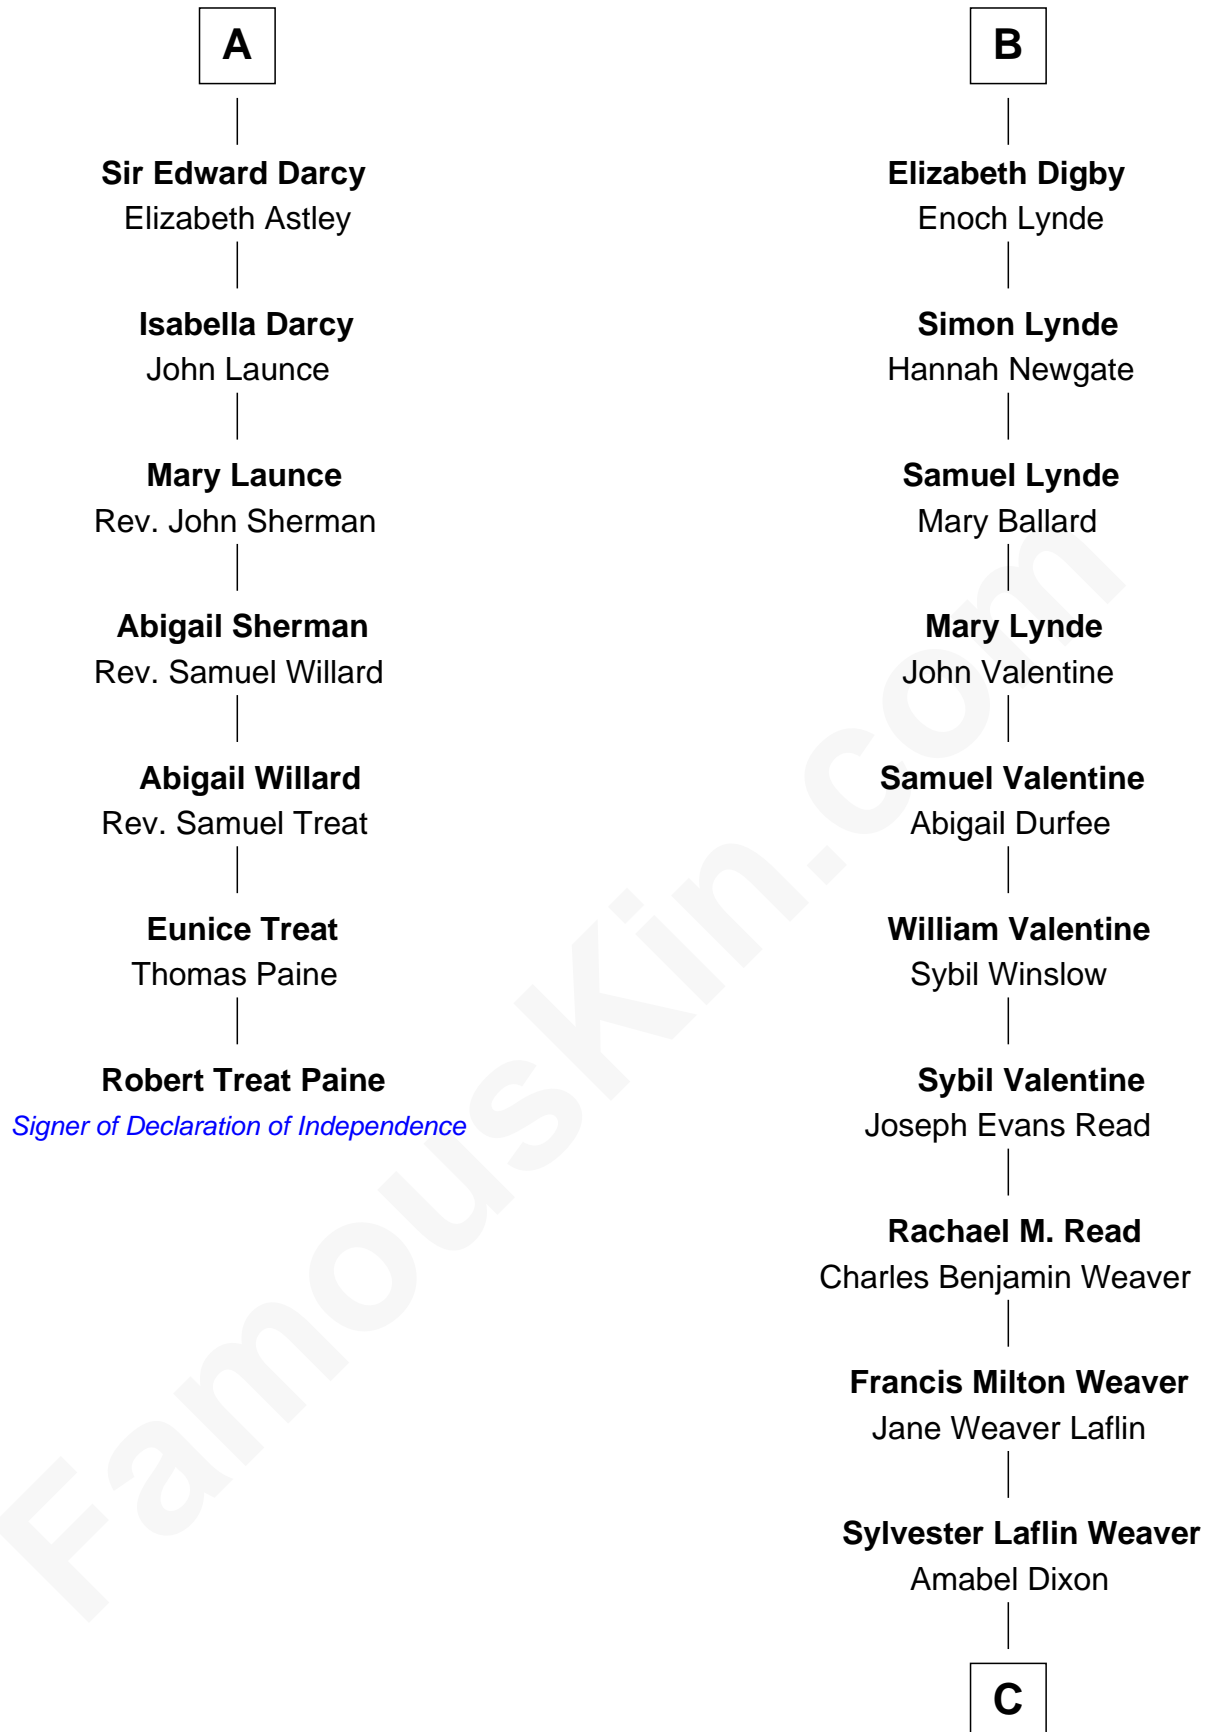 A
Sir Edward Darcy
Elizabeth Astley
Isabella Darcy
John Launce
Mary Launce
Rev. John Sherman
Abigail Sherman
Rev. Samuel Willard
Abigail Willard
Rev. Samuel Treat
Eunice Treat
Thomas Paine
Robert Treat Paine
Signer of Declaration of Independence
B
Elizabeth Digby
Enoch Lynde
Simon Lynde
Hannah Newgate
Samuel Lynde
Mary Ballard
Mary Lynde
John Valentine
Samuel Valentine
Abigail Durfee
William Valentine
Sybil Winslow
Sybil Valentine
Joseph Evans Read
Rachael M. Read
Charles Benjamin Weaver
Francis Milton Weaver
Jane Weaver Laflin
Sylvester Laflin Weaver
Amabel Dixon
C
FamousKin.com